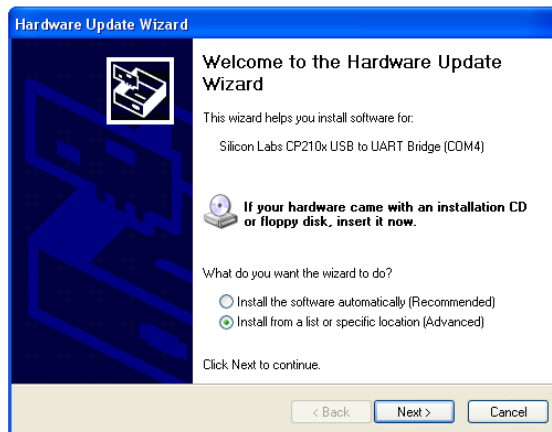 Hardware Update Wizard
Welcome to the Hardware Update
Wizard
This wizard helps you install software for:
Silicon Labs CP210x USB to UART Bridge (COM4)
If your hardware came with an installation CD
or floppy disk, insert it now.
What do you want the wizard to do?
Install the software automatically (Recommended)
Install from a list or specific location (Advanced)
Click Next to continue.
< Back
Next >
Cancel